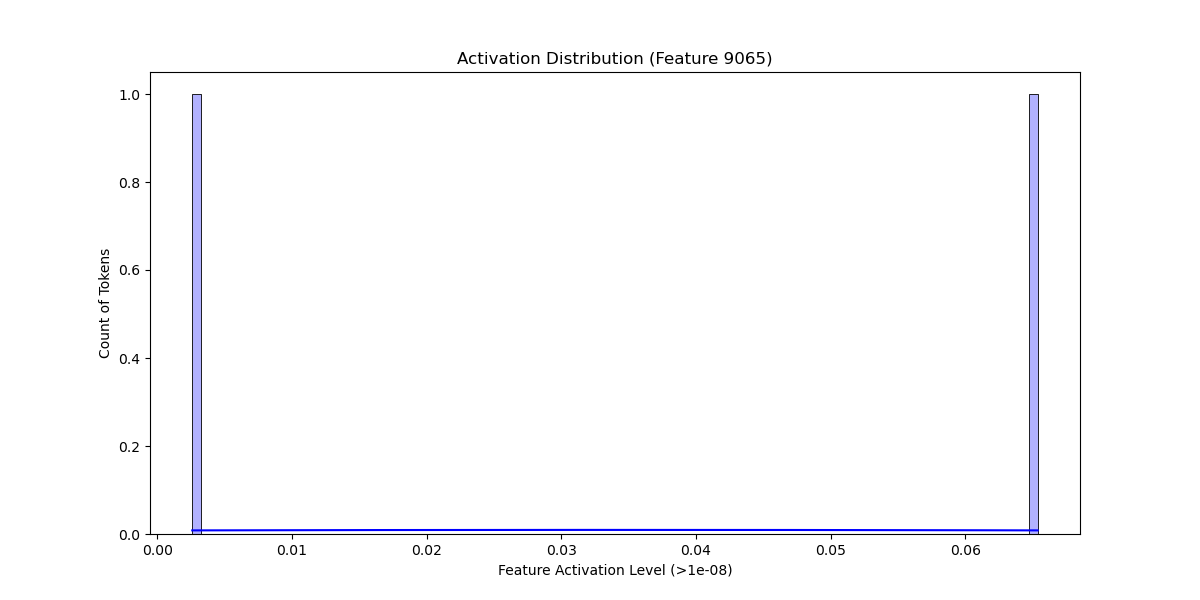 Activation Distribution (Feature 9065)
1.0
0.8
0.6
0.4
0.2
0.0
Count of Tokens
0.00 0.01 0.02 0.03 0.04 0.05 0.06
Feature Activation Level (>1e-08)